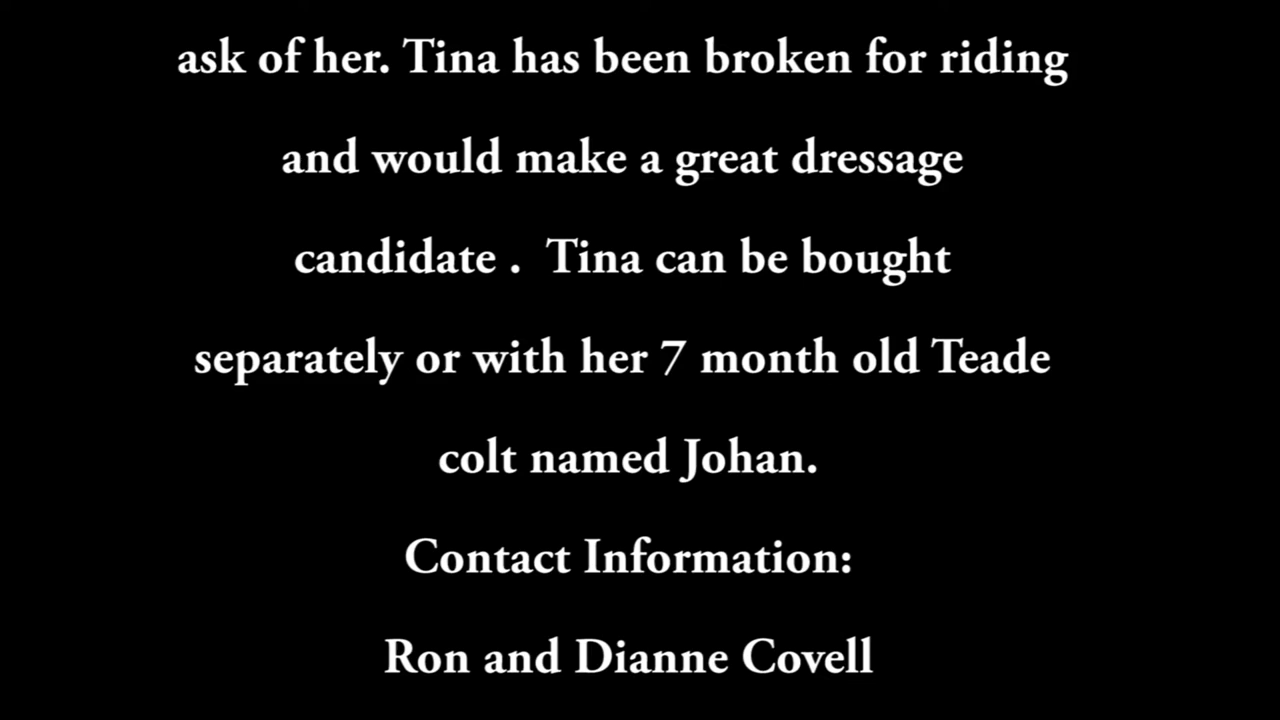 ask of her. Tina has been broken for riding
and would make a great dressage
candidate .  Tina can be bought
separately or with her 7 month old Teade
colt named Johan.
Contact Information:
Ron and Dianne Covell